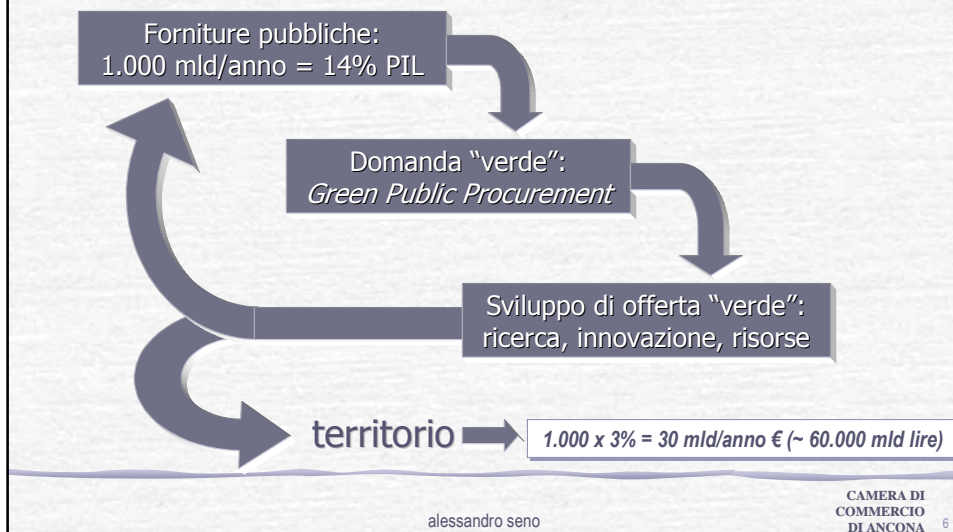 Forniture pubbliche:
1.000 mld/anno = 14% PIL
Domanda “verde”:
Green Public Procurement
Sviluppo di offerta “verde”:
ricerca, innovazione, risorse
territorio
1.000 x 3% = 30 mld/anno € (~ 60.000 mld lire)
alessandro seno
CAMERA DI
COMMERCIO
DI ANCONA
6